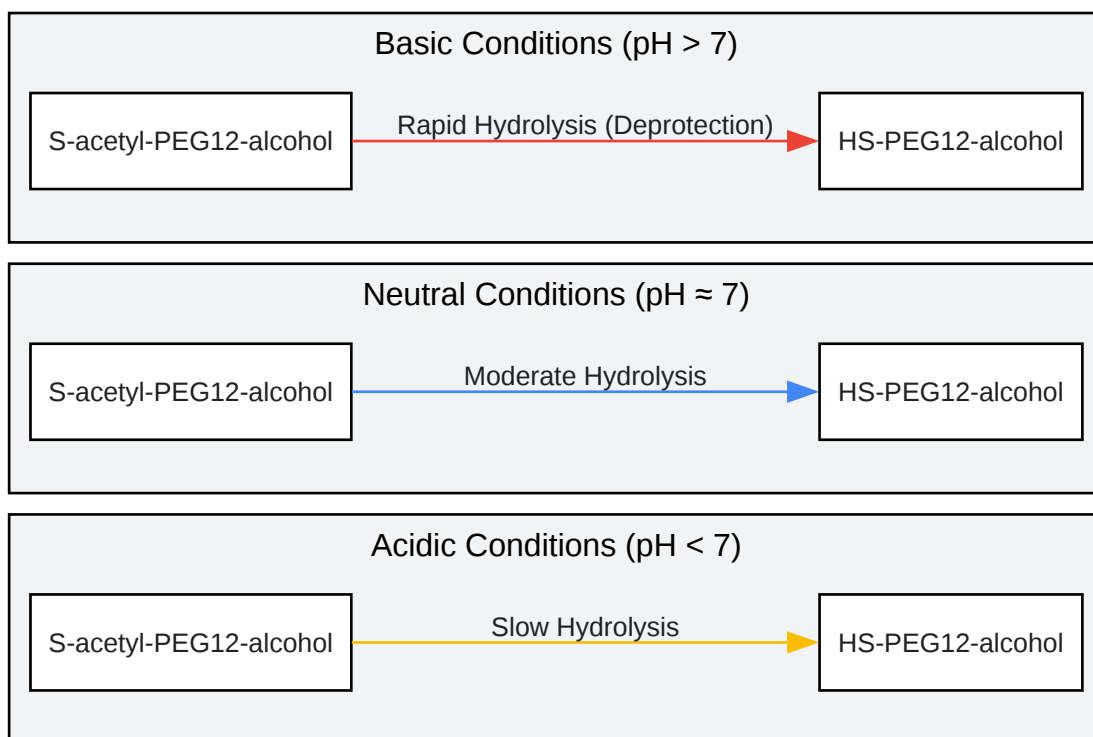 Basic Conditions (pH > 7)
S-acetyl-PEG12-alcohol
Rapid Hydrolysis (Deprotection)
HS-PEG12-alcohol
Neutral Conditions (pH ≈ 7)
S-acetyl-PEG12-alcohol
Moderate Hydrolysis
HS-PEG12-alcohol
Acidic Conditions (pH < 7)
S-acetyl-PEG12-alcohol
Slow Hydrolysis
HS-PEG12-alcohol